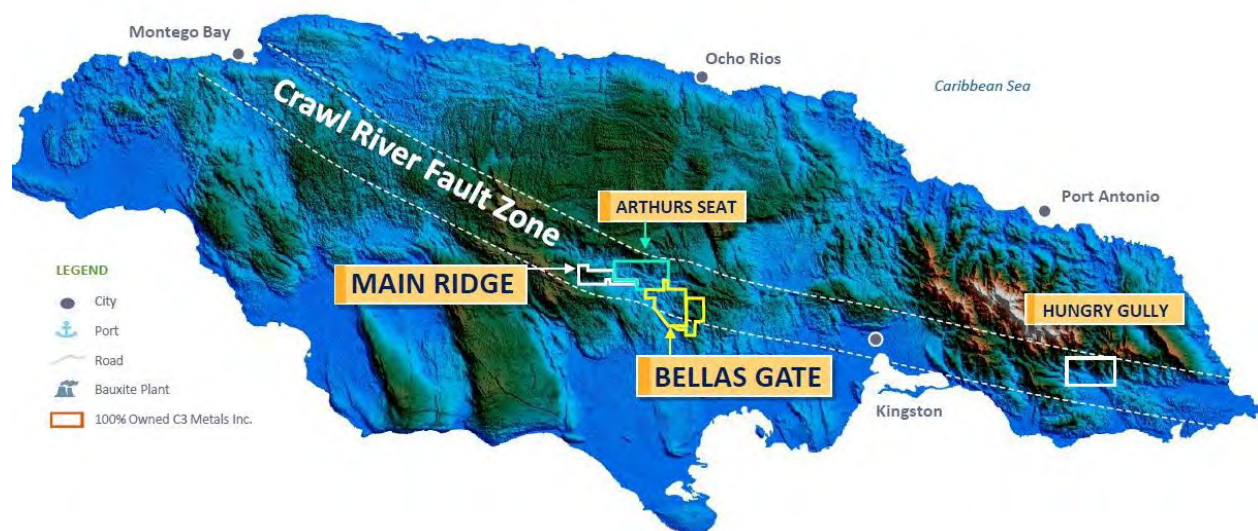 Montego Bay
Ocho Rios
Caribbean Sea
Crawl River Fault Zone
ARTHURS SEAT
Port Antonio
LEGEND
City
Port
Road
Bauxite Plant
100% Owned C3 Metals Inc.
MAIN RIDGE
HUNGRY GULLY
BELLAS GATE
Kingston